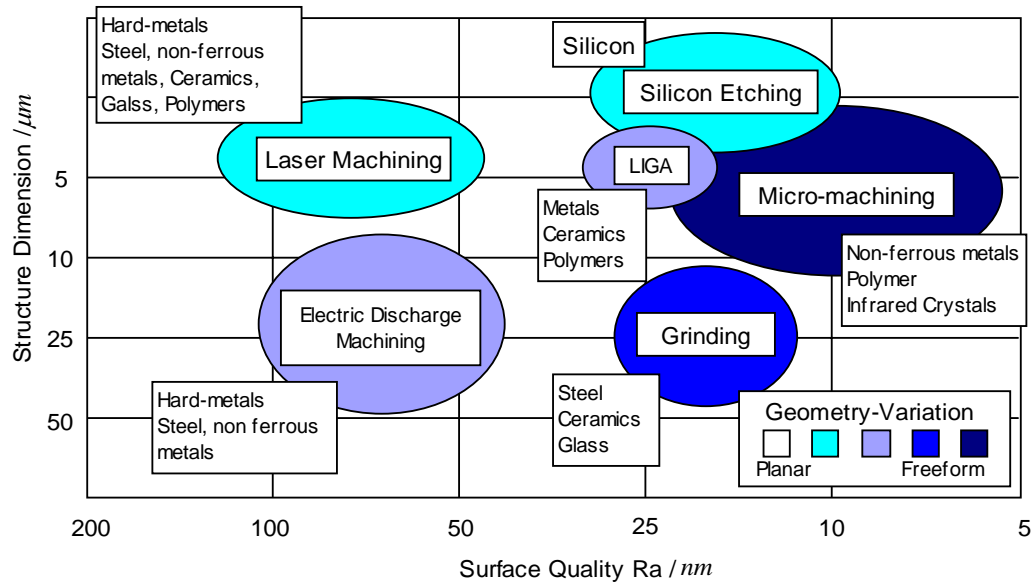 Hard-metals
Steel, non-ferrous
metals, Ceramics,
Galss, Polymers
Silicon
Silicon Etching
Laser Machining
LIGA
Micro-machining
Metals
Ceramics
Polymers
Non-ferrous metals
Polymer
Infrared Crystals
Electric Discharge
Machining
Grinding
Hard-metals
Steel, non ferrous
metals
Steel
Ceramics
Glass
Geometry-Variation
Planar Freeform
Structure Dimension /μm
5
10
25
50
200 100 50 25 10 5
Surface Quality Ra / nm